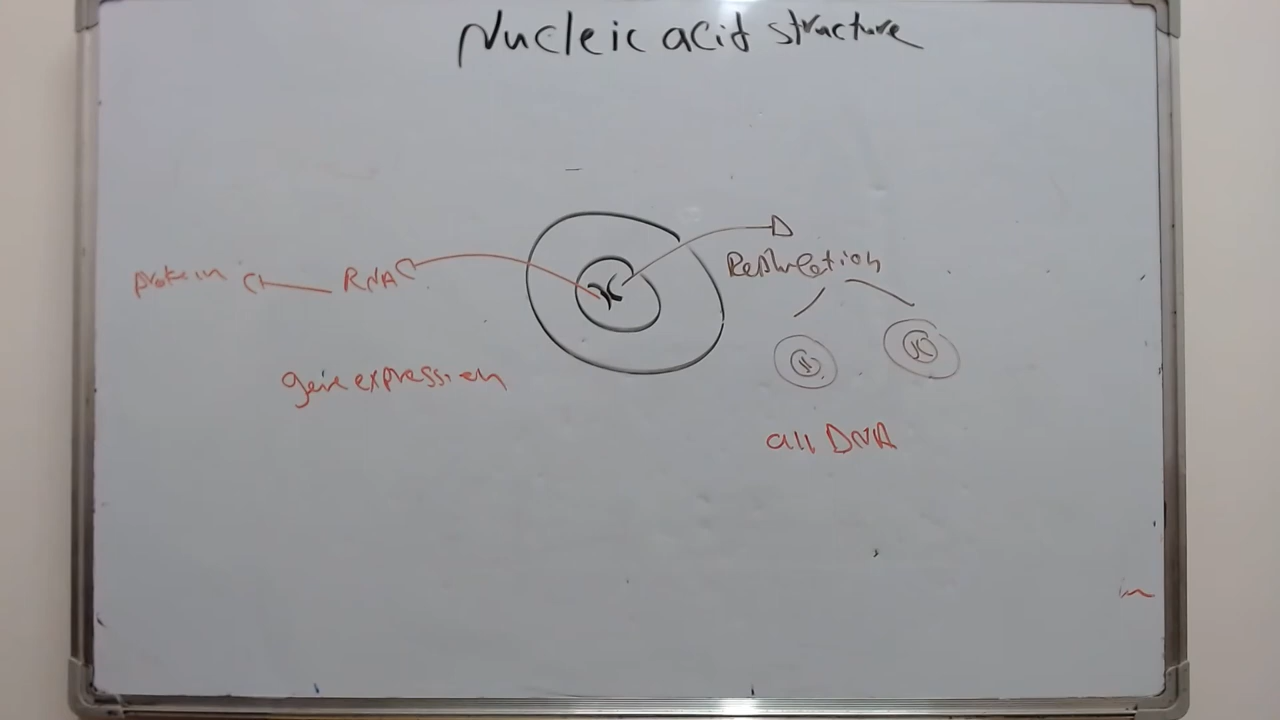 Nucleic acid structure
protein
RNA
Replication
gene expression
all DNA